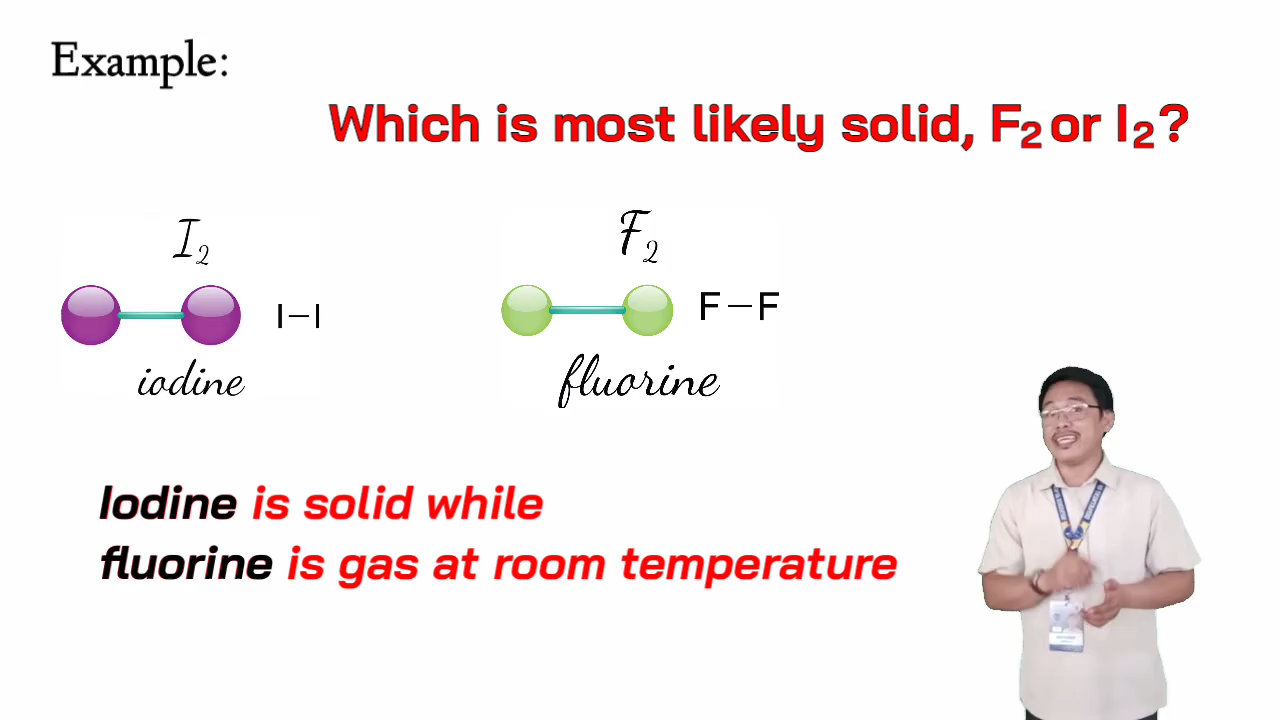 Example:
Which is most likely solid, F₂ or I₂?
I₂
I–I
iodine
F₂
F–F
fluorine
Iodine is solid while
fluorine is gas at room temperature